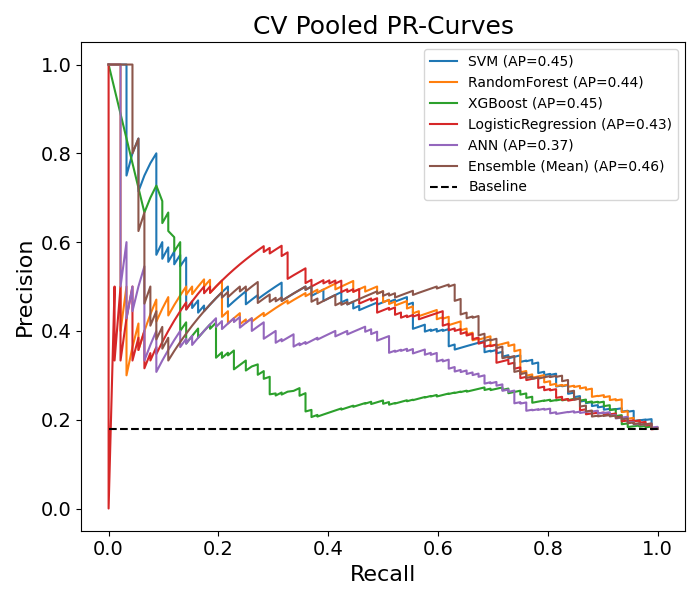 CV Pooled PR-Curves
SVM (AP=0.45)
RandomForest (AP=0.44)
XGBoost (AP=0.45)
LogisticRegression (AP=0.43)
ANN (AP=0.37)
Ensemble (Mean) (AP=0.46)
Baseline
Precision
1.0
0.8
0.6
0.4
0.2
0.0
0.0 0.2 0.4 0.6 0.8 1.0
Recall